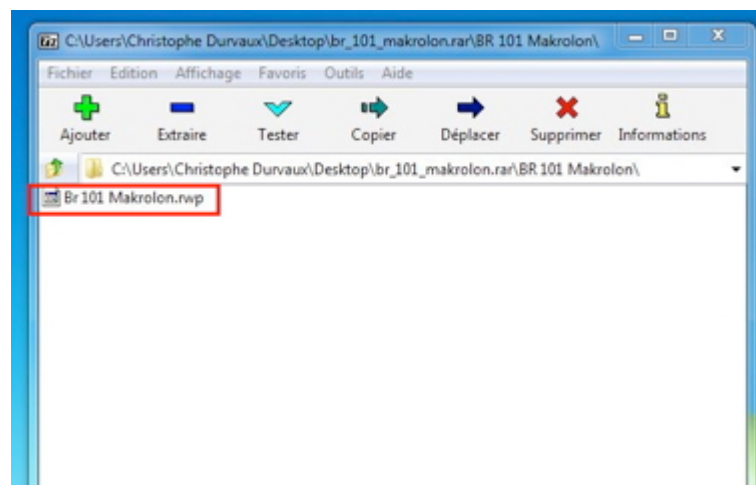 C:\Users\Christophe Durvaux\Desktop\br_101_makrolon.rar\BR 101 Makrolon\
Fichier Edition Affichage Favoris Outils Aide
Ajouter Extraire Tester Copier Déplacer Supprimer Informations
C:\Users\Christophe Durvaux\Desktop\br_101_makrolon.rar\BR 101 Makrolon\
Br 101 Makrolon.rwp